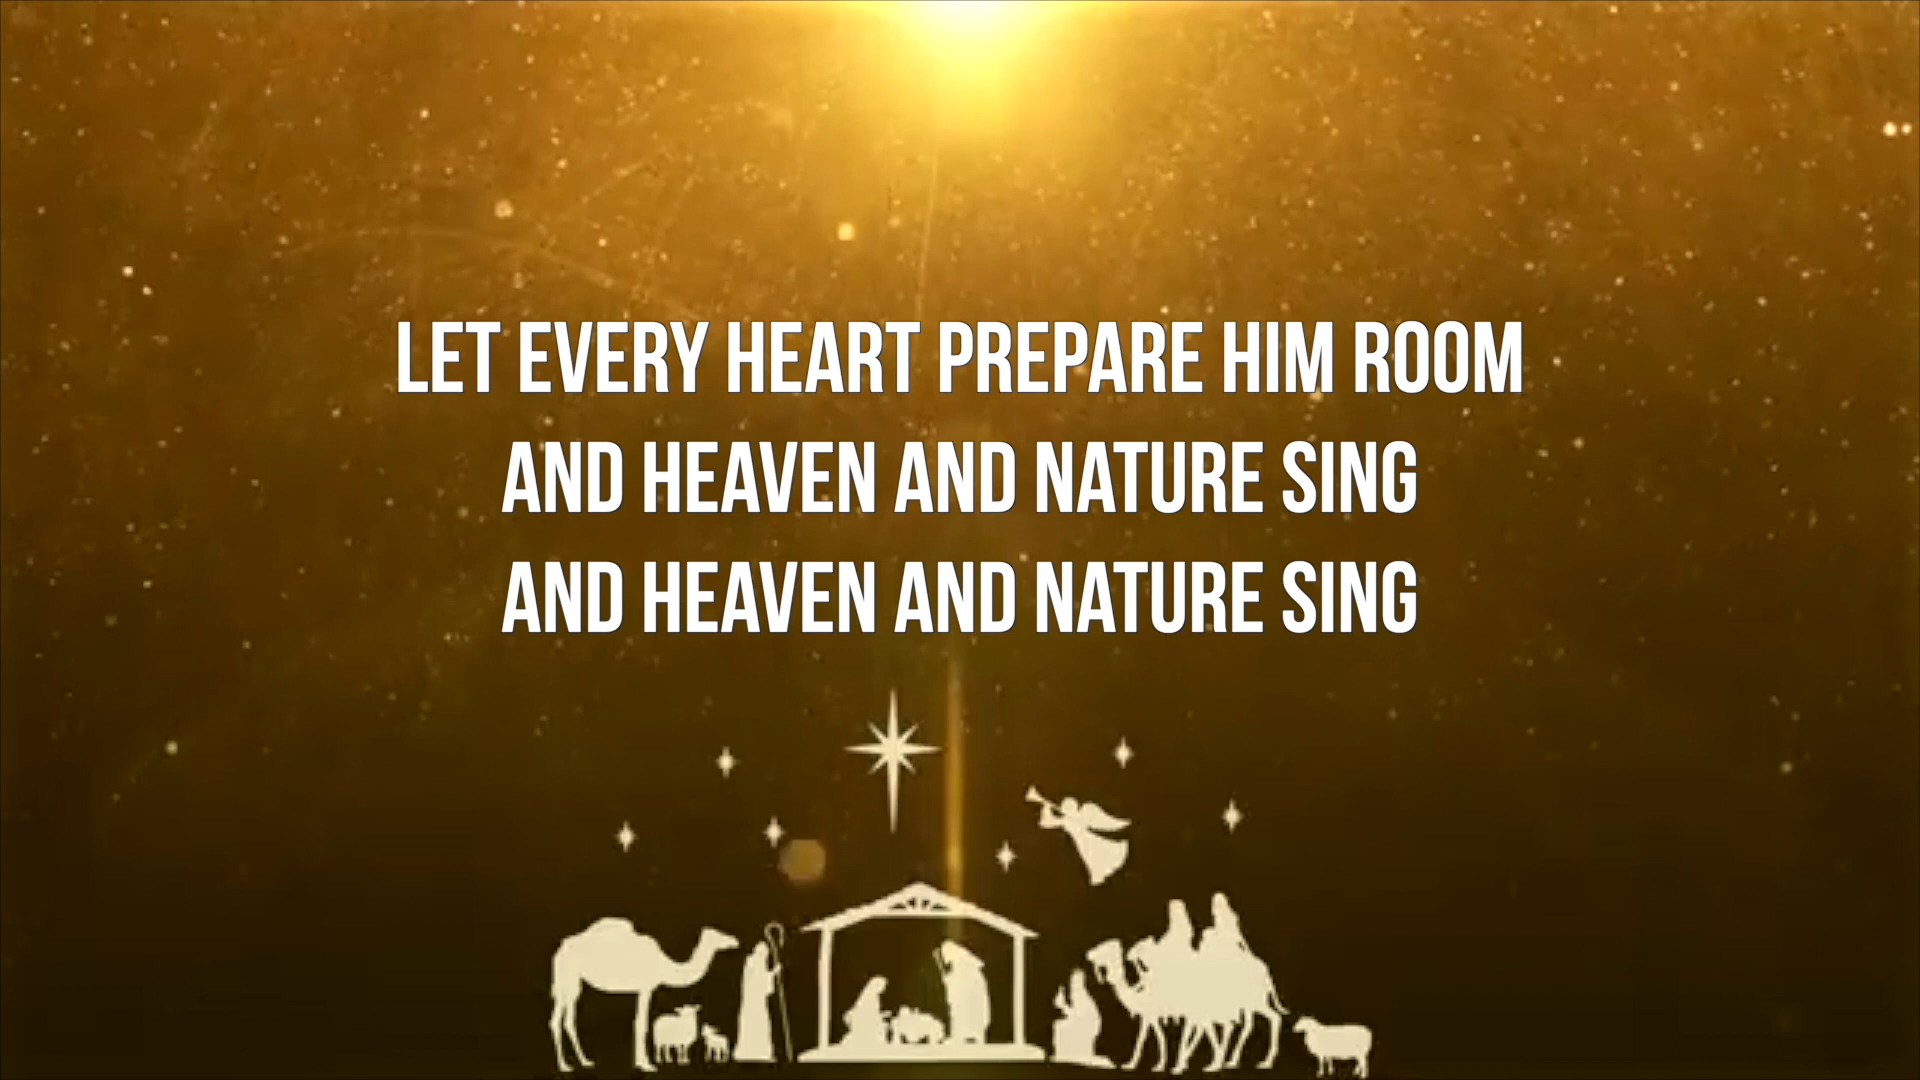 LET EVERY HEART PREPARE HIM ROOM
AND HEAVEN AND NATURE SING
AND HEAVEN AND NATURE SING